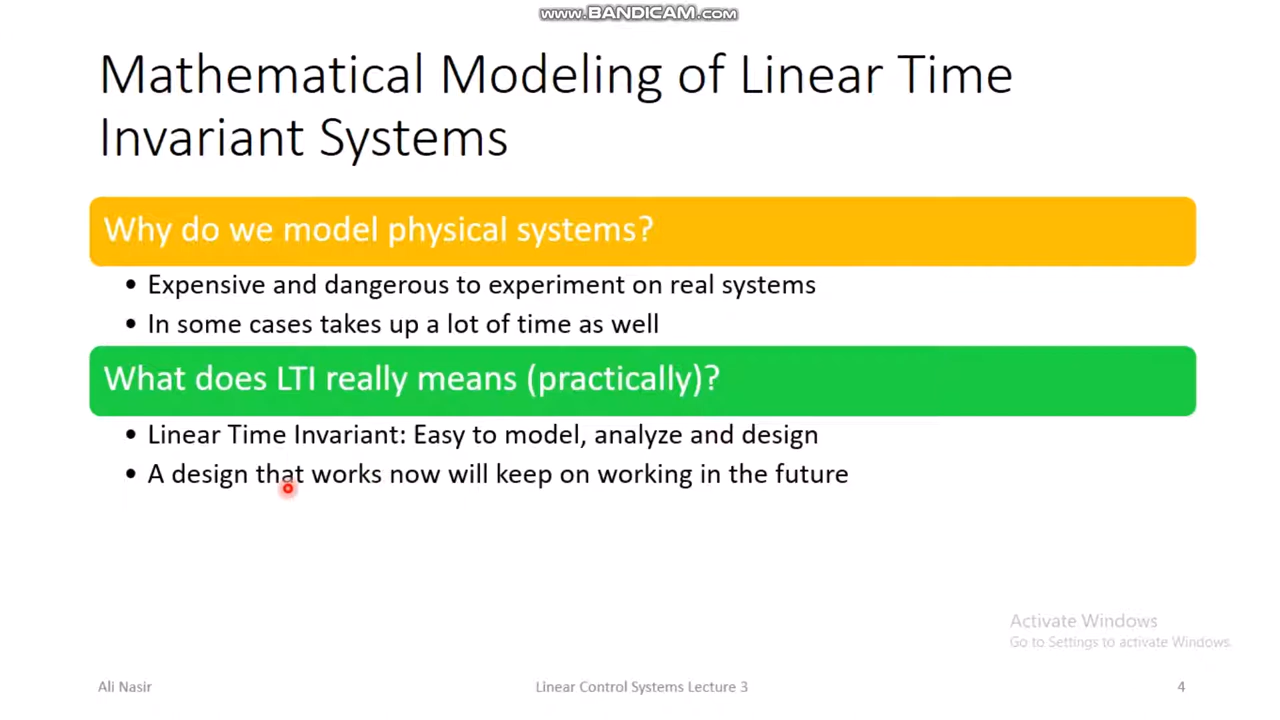 www.BANDICAM.com
Mathematical Modeling of Linear Time
Invariant Systems
Why do we model physical systems?
• Expensive and dangerous to experiment on real systems
• In some cases takes up a lot of time as well
What does LTI really means (practically)?
• Linear Time Invariant: Easy to model, analyze and design
• A design that works now will keep on working in the future
Activate Windows
Go to Settings to activate Windows.
Ali Nasir
Linear Control Systems Lecture 3
4